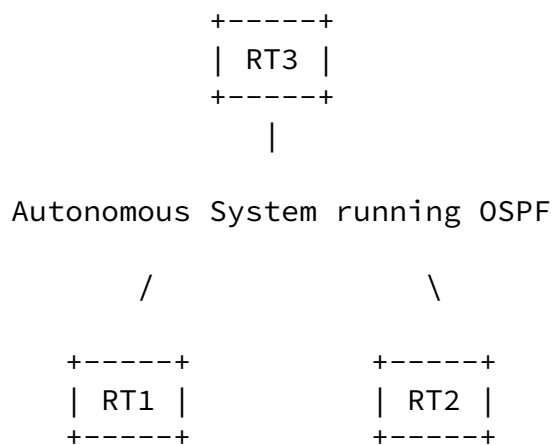 +-----+
| RT3 |
+-----+
|
Autonomous System running OSPF
/ \
+-----+ +-----+
| RT1 | | RT2 |
+-----+ +-----+